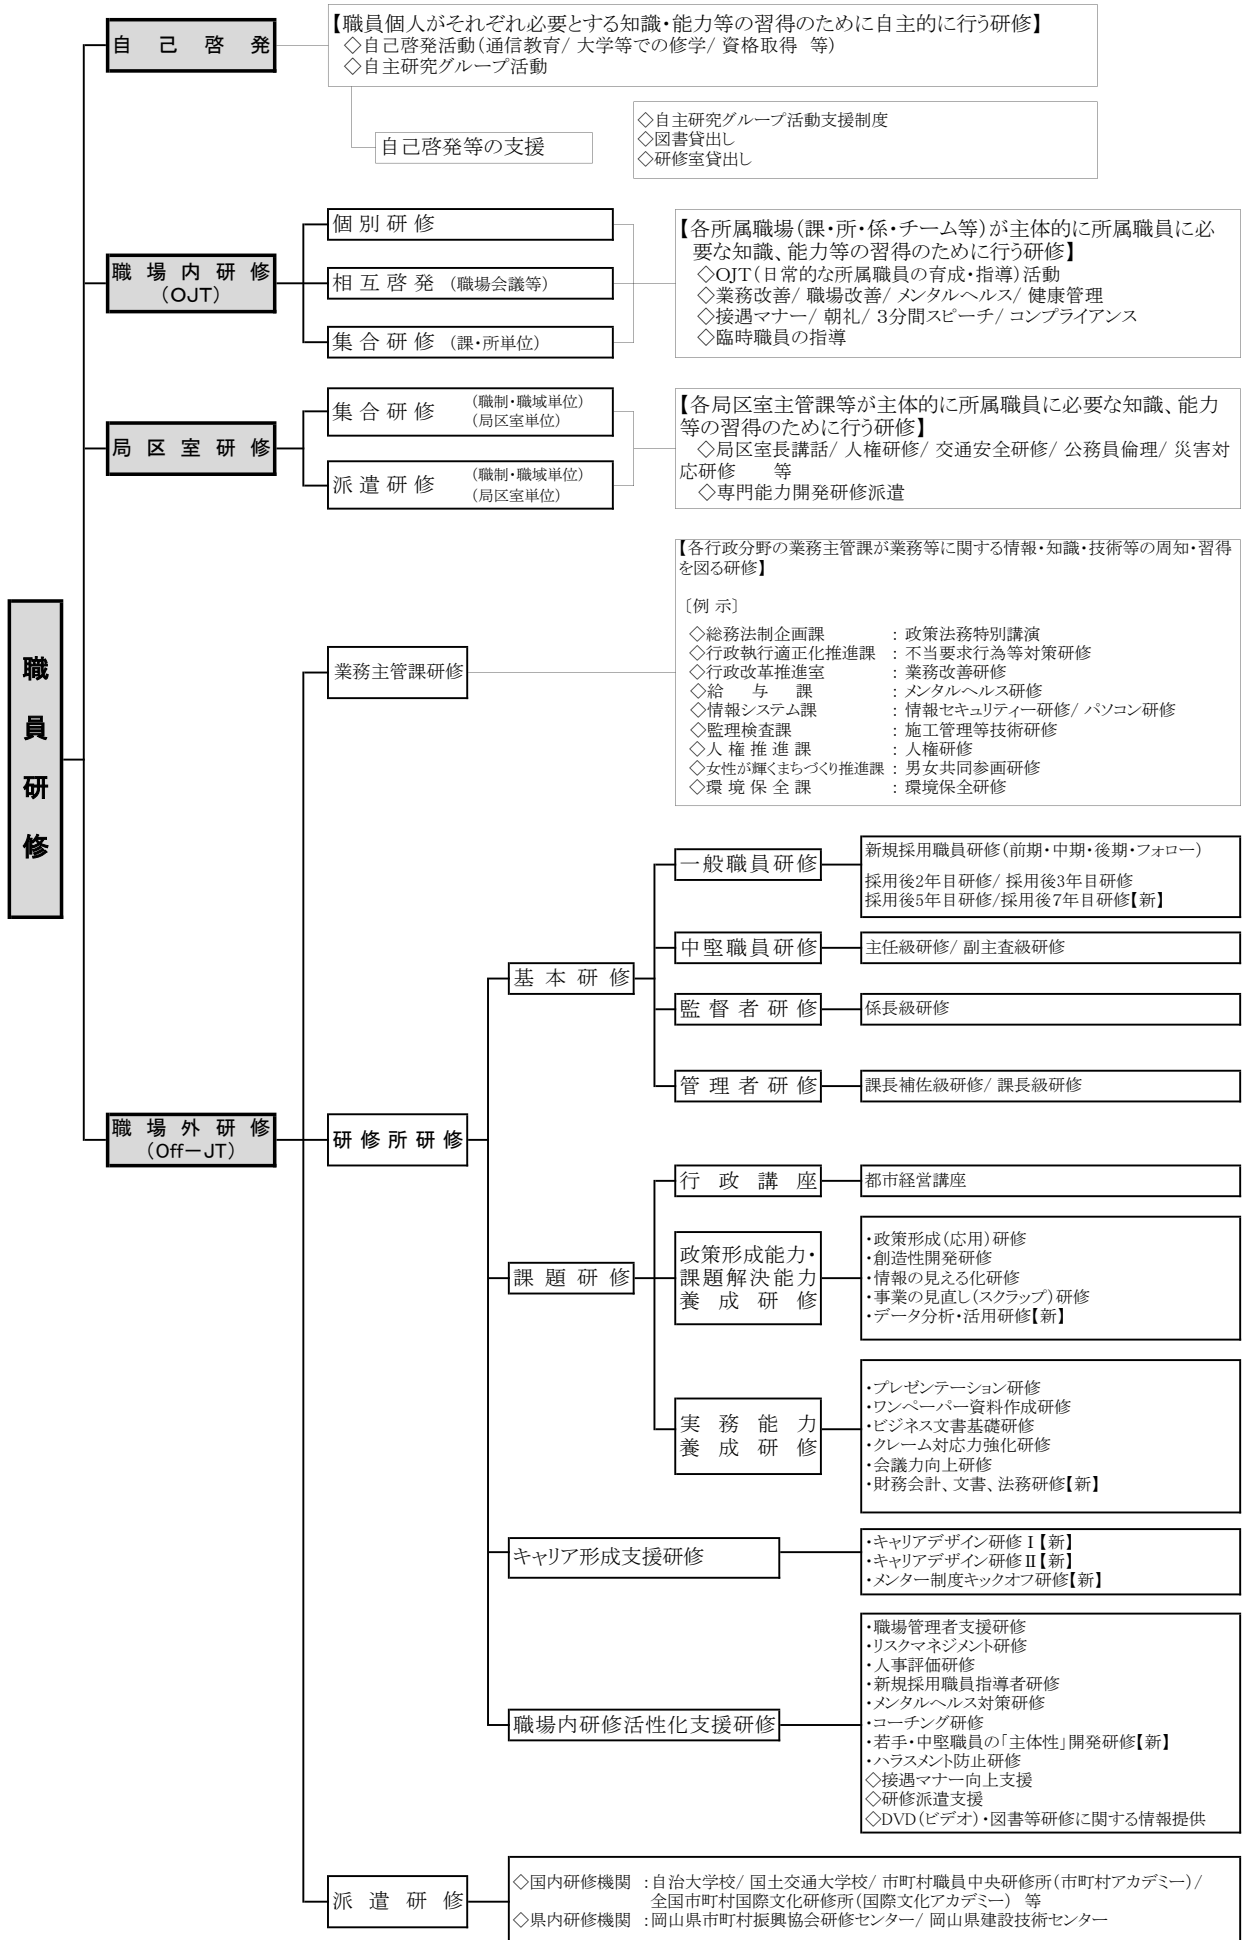 自己啓発
【職員個人がそれぞれ必要とする知識・能力等の習得のために自主的に行う研修】
◇自己啓発活動(通信教育/ 大学等での修学/ 資格取得 等)
◇自主研究グループ活動
自己啓発等の支援
◇自主研究グループ活動支援制度
◇図書貸出し
◇研修室貸出し
職場内研修
(OJT)
個別研修
相互啓発 (職場会議等)
集合研修 (課・所単位)
【各所属職場(課・所・係・チーム等)が主体的に所属職員に必
要な知識、能力等の習得のために行う研修】
◇OJT(日常的な所属職員の育成・指導)活動
◇業務改善/ 職場改善/ メンタルヘルス/ 健康管理
◇接遇マナー/ 朝礼/ 3分間スピーチ/ コンプライアンス
◇臨時職員の指導
局区室研修
集合研修 (職制・職域単位)
(局区室単位)
派遣研修 (職制・職域単位)
(局区室単位)
【各局区室主管課等が主体的に所属職員に必要な知識、能力
等の習得のために行う研修】
◇局区室長講話/ 人権研修/ 交通安全研修/ 公務員倫理/ 災害対
応研修 等
◇専門能力開発研修派遣
職員研修
業務主管課研修
【各行政分野の業務主管課が業務等に関する情報・知識・技術等の周知・習得
を図る研修】
〔例 示〕
◇総務法制企画課 : 政策法務特別講演
◇行政執行適正化推進課 : 不当要求行為等対策研修
◇行政改革推進室 : 業務改善研修
◇給 与 課 : メンタルヘルス研修
◇情報システム課 : 情報セキュリティー研修/ パソコン研修
◇監理検査課 : 施工管理等技術研修
◇人権推進課 : 人権研修
◇女性が輝くまちづくり推進課 : 男女共同参画研修
◇環境保全課 : 環境保全研修
職場外研修
(Off－JT)
研修所研修
基本研修
一般職員研修
新規採用職員研修(前期・中期・後期・フォロー)
採用後2年目研修/ 採用後3年目研修
採用後5年目研修/採用後7年目研修【新】
中堅職員研修
主任級研修/ 副主査級研修
監督者研修
係長級研修
管理者研修
課長補佐級研修/ 課長級研修
課題研修
行政講座
都市経営講座
政策形成能力・
課題解決能力
養成研修
・政策形成(応用)研修
・創造性開発研修
・情報の見える化研修
・事業の見直し(スクラップ)研修
・データ分析・活用研修【新】
実務能力
養成研修
・プレゼンテーション研修
・ワンペーパー資料作成研修
・ビジネス文書基礎研修
・クレーム対応力強化研修
・会議力向上研修
・財務会計、文書、法務研修【新】
キャリア形成支援研修
・キャリアデザイン研修Ⅰ【新】
・キャリアデザイン研修Ⅱ【新】
・メンター制度キックオフ研修【新】
職場内研修活性化支援研修
・職場管理者支援研修
・リスクマネジメント研修
・人事評価研修
・新規採用職員指導者研修
・メンタルヘルス対策研修
・コーチング研修
・若手・中堅職員の「主体性」開発研修【新】
・ハラスメント防止研修
◇接遇マナー向上支援
◇研修派遣支援
◇DVD(ビデオ)・図書等研修に関する情報提供
派遣研修
◇国内研修機関 :自治大学校/ 国土交通大学校/ 市町村職員中央研修所(市町村アカデミー)/
全国市町村国際文化研修所(国際文化アカデミー) 等
◇県内研修機関 :岡山県市町村振興協会研修センター/ 岡山県建設技術センター